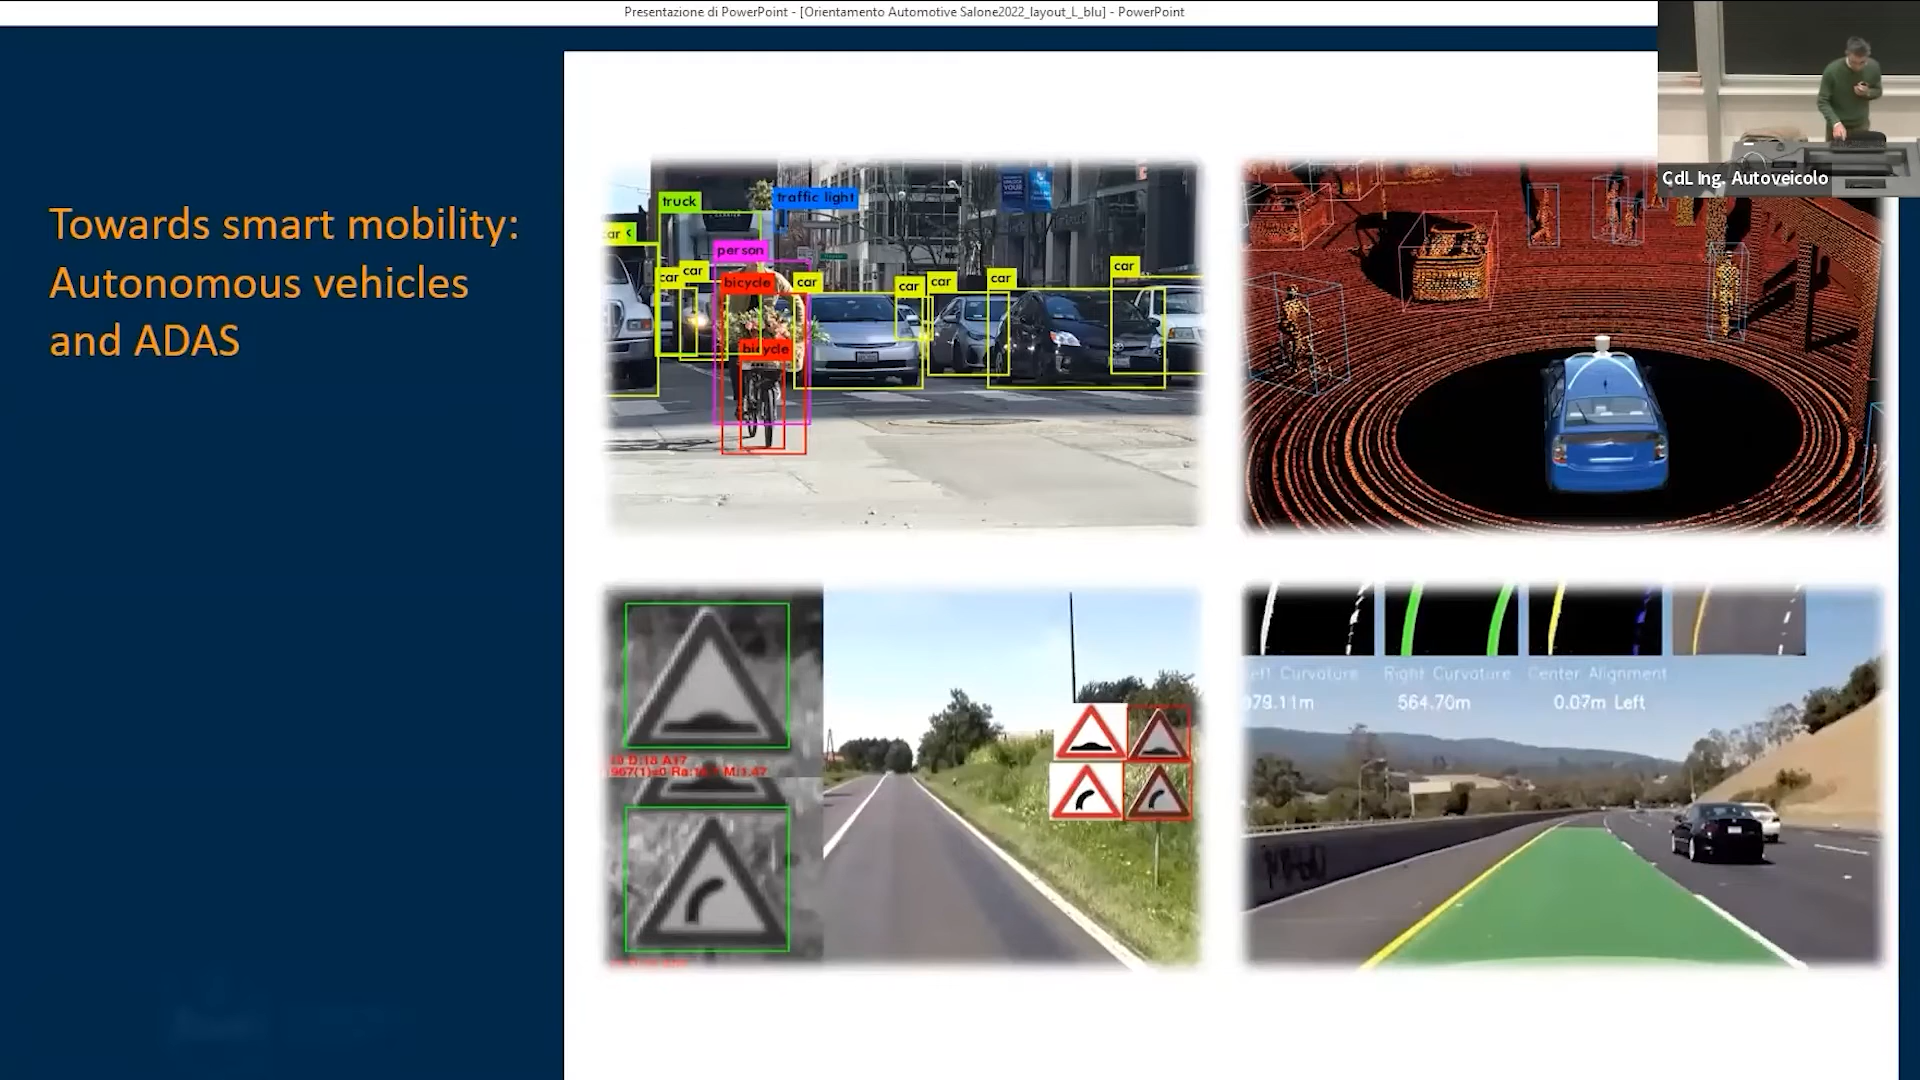 Presentazione di PowerPoint - [Orientamento Automotive Salone2022_layout_L_blu] - PowerPoint
CdL Ing. Autoveicolo
Towards smart mobility:
Autonomous vehicles
and ADAS
truck
traffic light
person
car
car
bicycle
car
car
car
car
car
bicycle
Right Curvature
Center Alignment
564.70m
0.07m Left